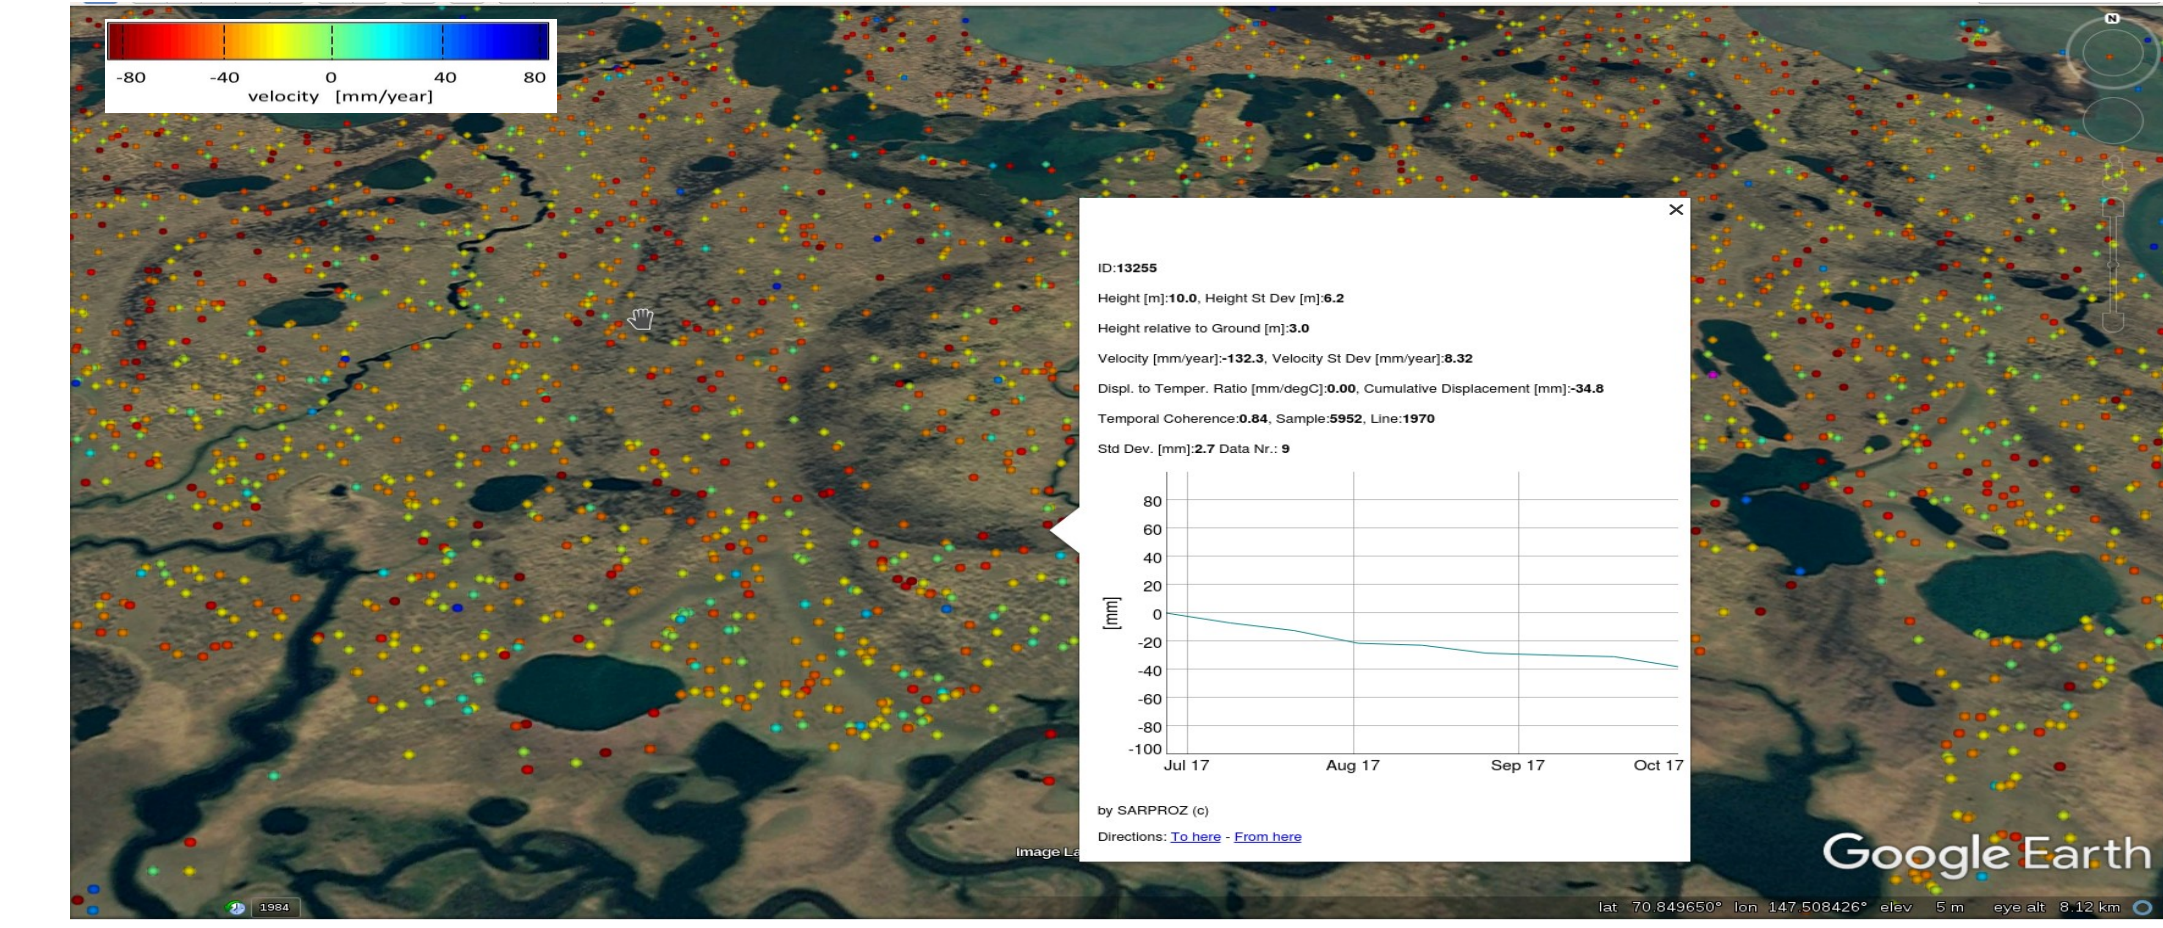 -80 -40 0 40 80
velocity [mm/year]
N
ID:13255
Height [m]:10.0, Height St Dev [m]:6.2
Height relative to Ground [m]:3.0
Velocity [mm/year]:-132.3, Velocity St Dev [mm/year]:8.32
Displ. to Temper. Ratio [mm/degC]:0.00, Cumulative Displacement [mm]:-34.8
Temporal Coherence:0.84, Sample:5952, Line:1970
Std Dev. [mm]:2.7 Data Nr.: 9
80
60
40
20
0
-20
-40
-60
-80
-100
[mm]
Jul 17 Aug 17 Sep 17 Oct 17
by SARPROZ (c)
Directions: To here - From here
Image La
Google Earth
1984
lat 70.849650° lon 147.508426° elev 5 m eye alt 8.12 km